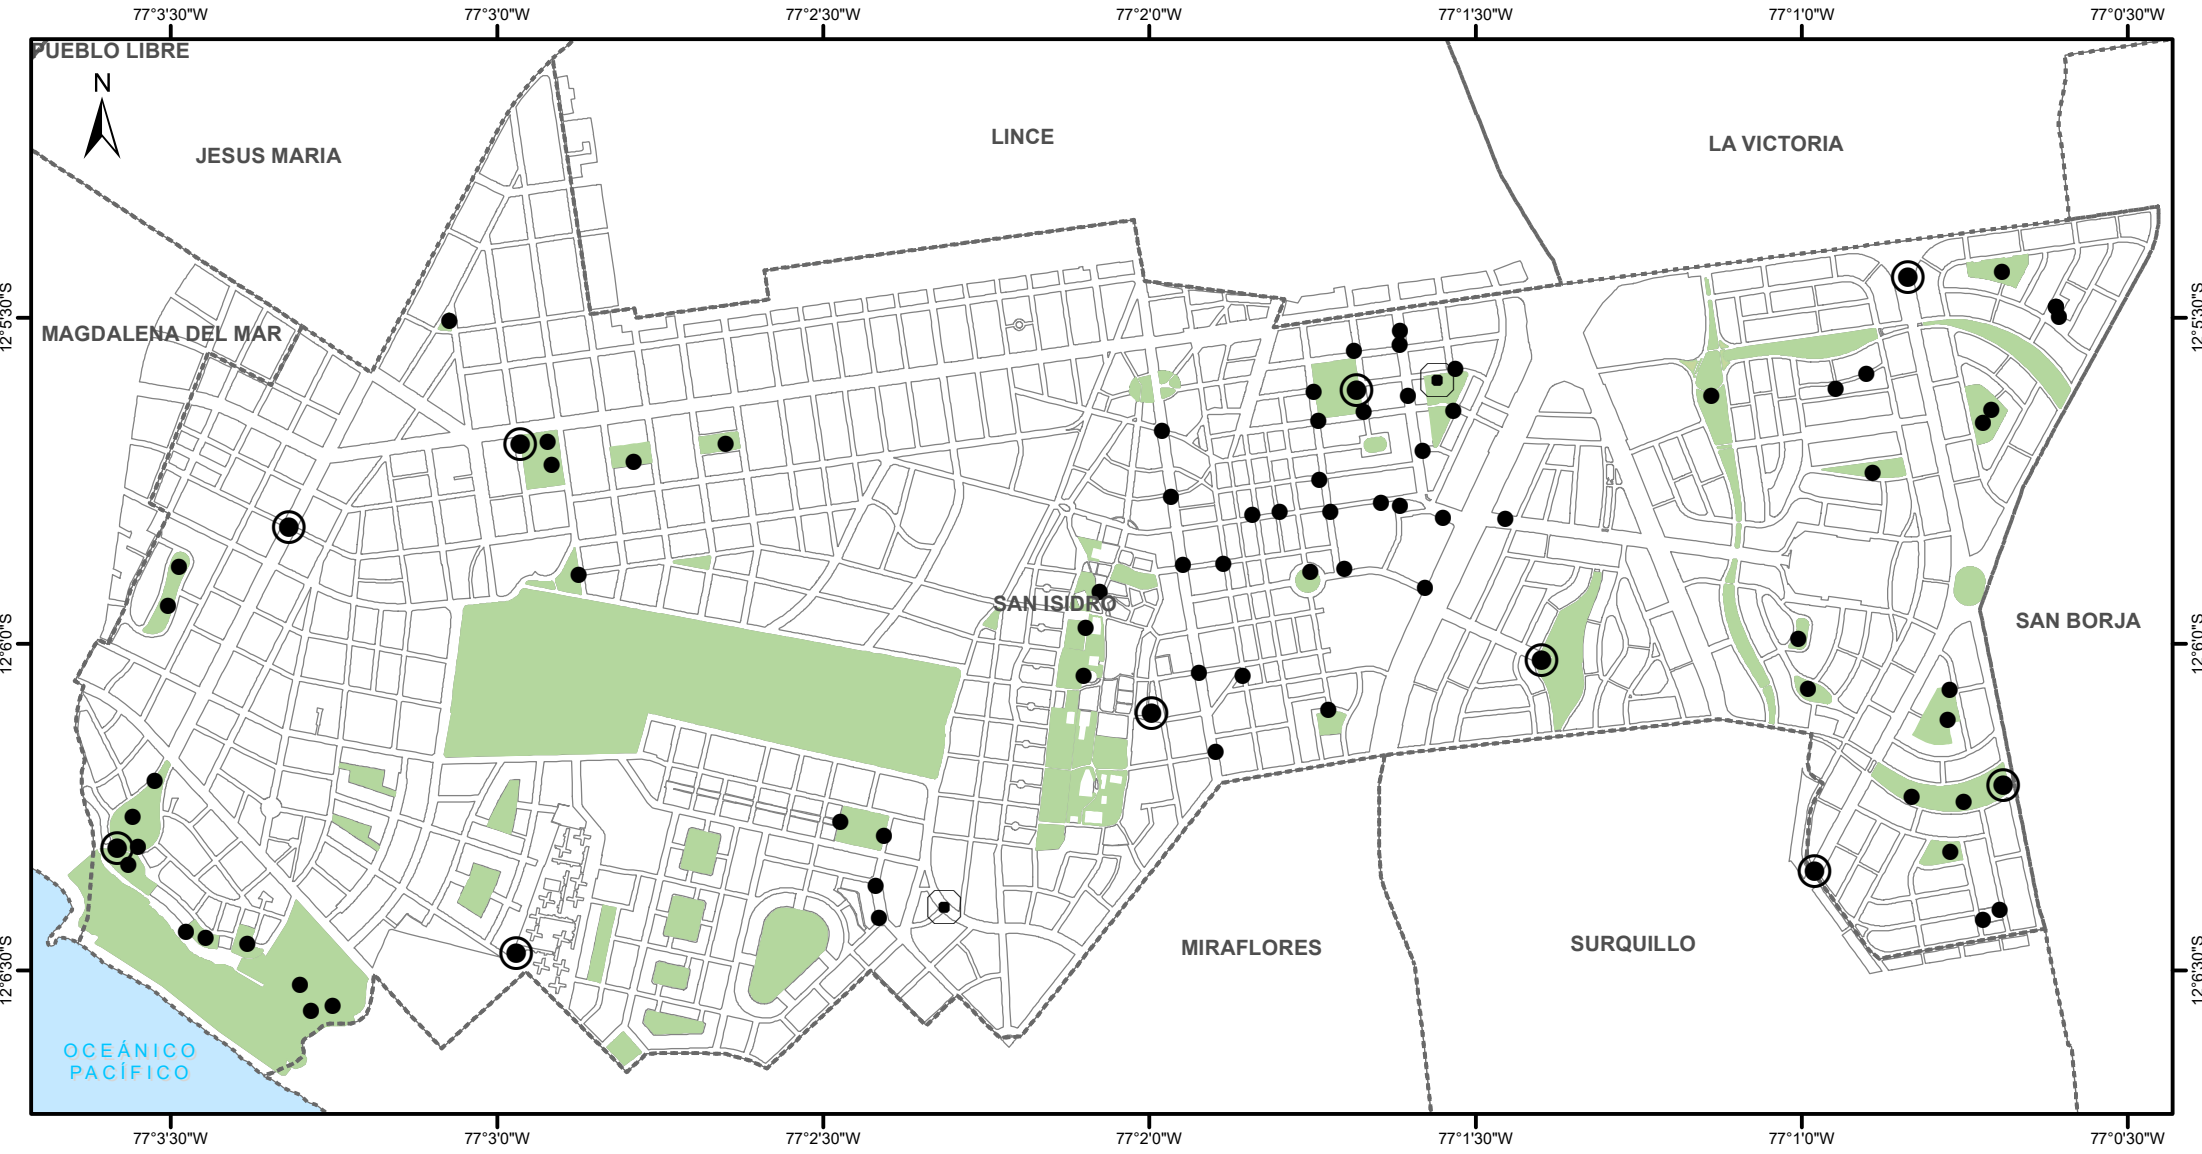 77°3'30"W 77°3'0"W 77°2'30"W 77°2'0"W 77°1'30"W 77°1'0"W 77°0'30"W
PUEBLO LIBRE
N
LINCE
LA VICTORIA
JESUS MARIA
12°5'30"S
12°5'30"S
MAGDALENA DEL MAR
SAN ISIDRO
SAN BORJA
12°6'0"S
12°6'0"S
MIRAFLORES
SURQUILLO
12°6'30"S
12°6'30"S
OCEÁNICO
PACÍFICO
77°3'30"W 77°3'0"W 77°2'30"W 77°2'0"W 77°1'30"W 77°1'0"W 77°0'30"W